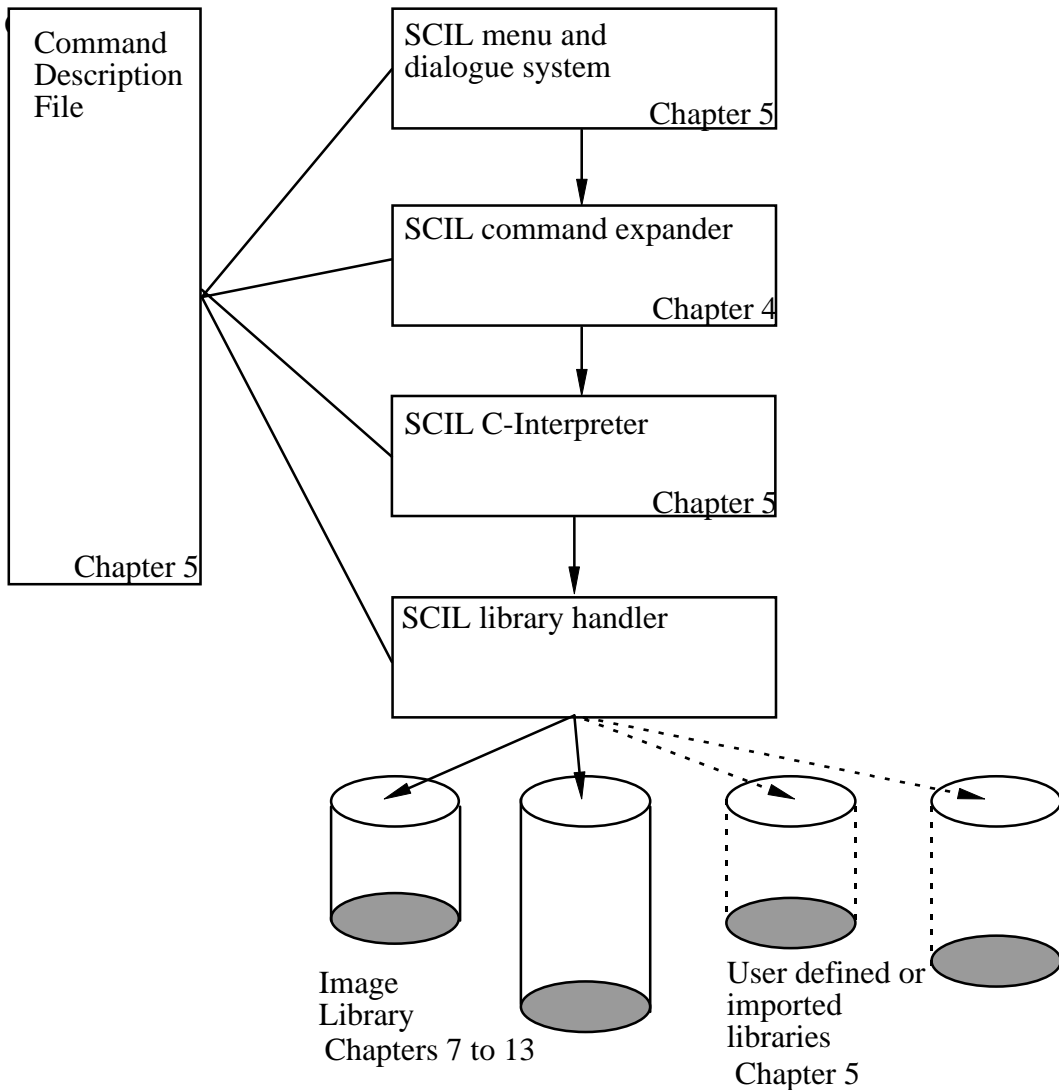 Command
Description
File
Chapter 5
SCIL menu and
dialogue system
Chapter 5
SCIL command expander
Chapter 4
SCIL C-Interpreter
Chapter 5
SCIL library handler
Image
Library
Chapters 7 to 13
User defined or
imported
libraries
Chapter 5